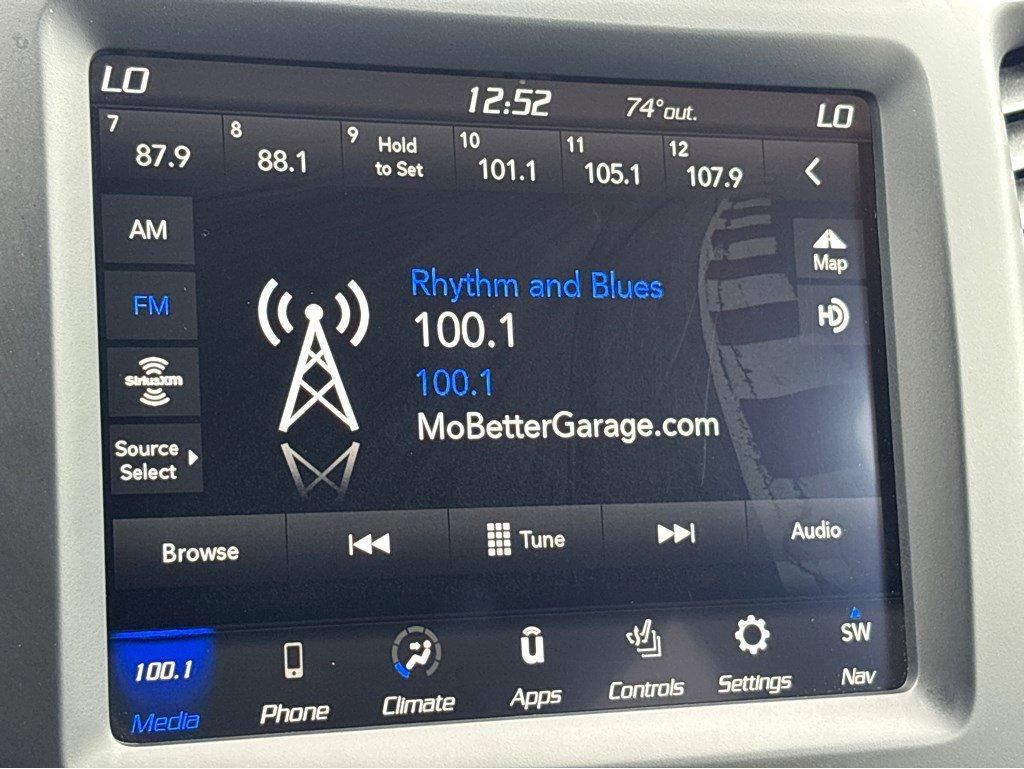 LO
12:52
74°out.
LO
7
87.9
8
88.1
9
Hold
to Set
10
101.1
11
105.1
12
107.9
AM
FM
SiriusXM
Source
Select
Rhythm and Blues
100.1
100.1
MoBetterGarage.com
Map
HD
Browse
Tune
Audio
100.1
Media
Phone
Climate
u
Apps
Controls
Settings
SW
Nav